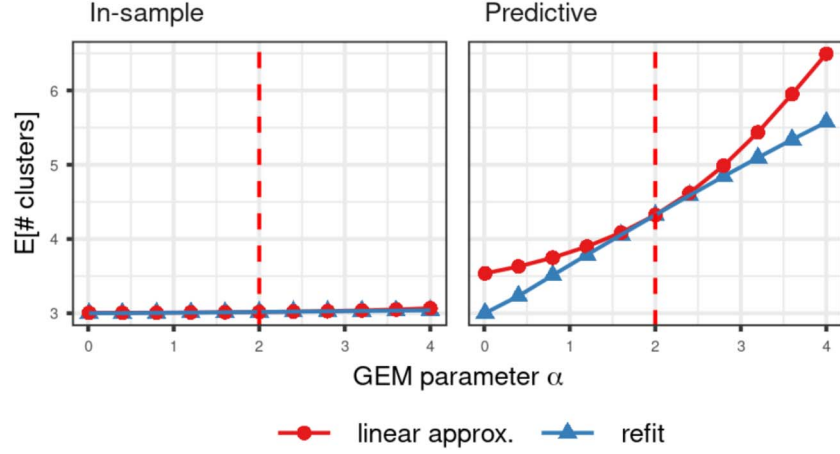 In-sample
Predictive
E[# clusters]
6
5
4
3
0 1 2 3 4
0 1 2 3 4
GEM parameter α
linear approx.
refit